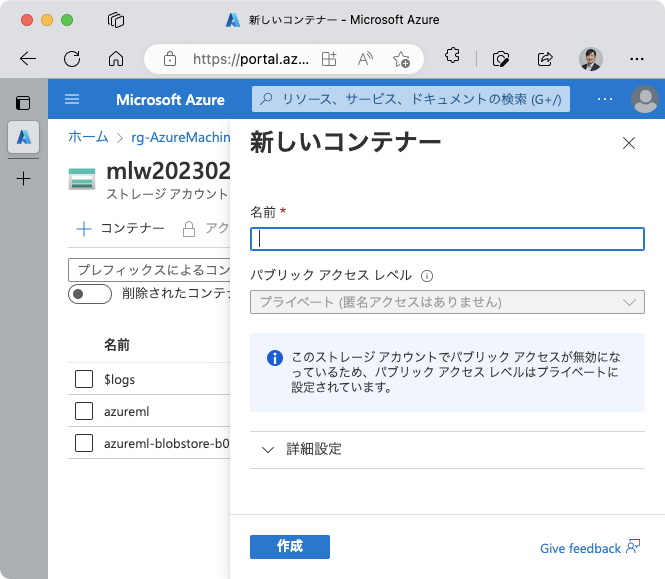 新しいコンテナー - Microsoft Azure
https://portal.az...
Microsoft Azure
リソース、サービス、ドキュメントの検索 (G+/)
ホーム > rg-AzureMachin
mlw202302
ストレージ アカウント
+ コンテナー
プレフィックスによるコン
削除されたコンテナ
名前
$logs
azureml
azureml-blobstore-b0
新しいコンテナー
名前 *
パブリック アクセス レベル
プライベート (匿名アクセスはありません)
このストレージ アカウントでパブリック アクセスが無効になっているため、パブリック アクセス レベルはプライベートに
設定されています。
詳細設定
作成
Give feedback